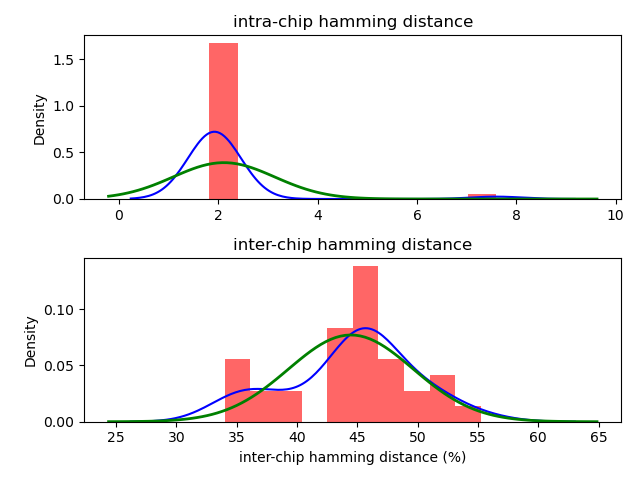 intra-chip hamming distance
1.5
1.0
0.5
0.0
Density
0 2 4 6 8 10
inter-chip hamming distance
0.10
0.05
0.00
Density
25 30 35 40 45 50 55 60 65
inter-chip hamming distance (%)